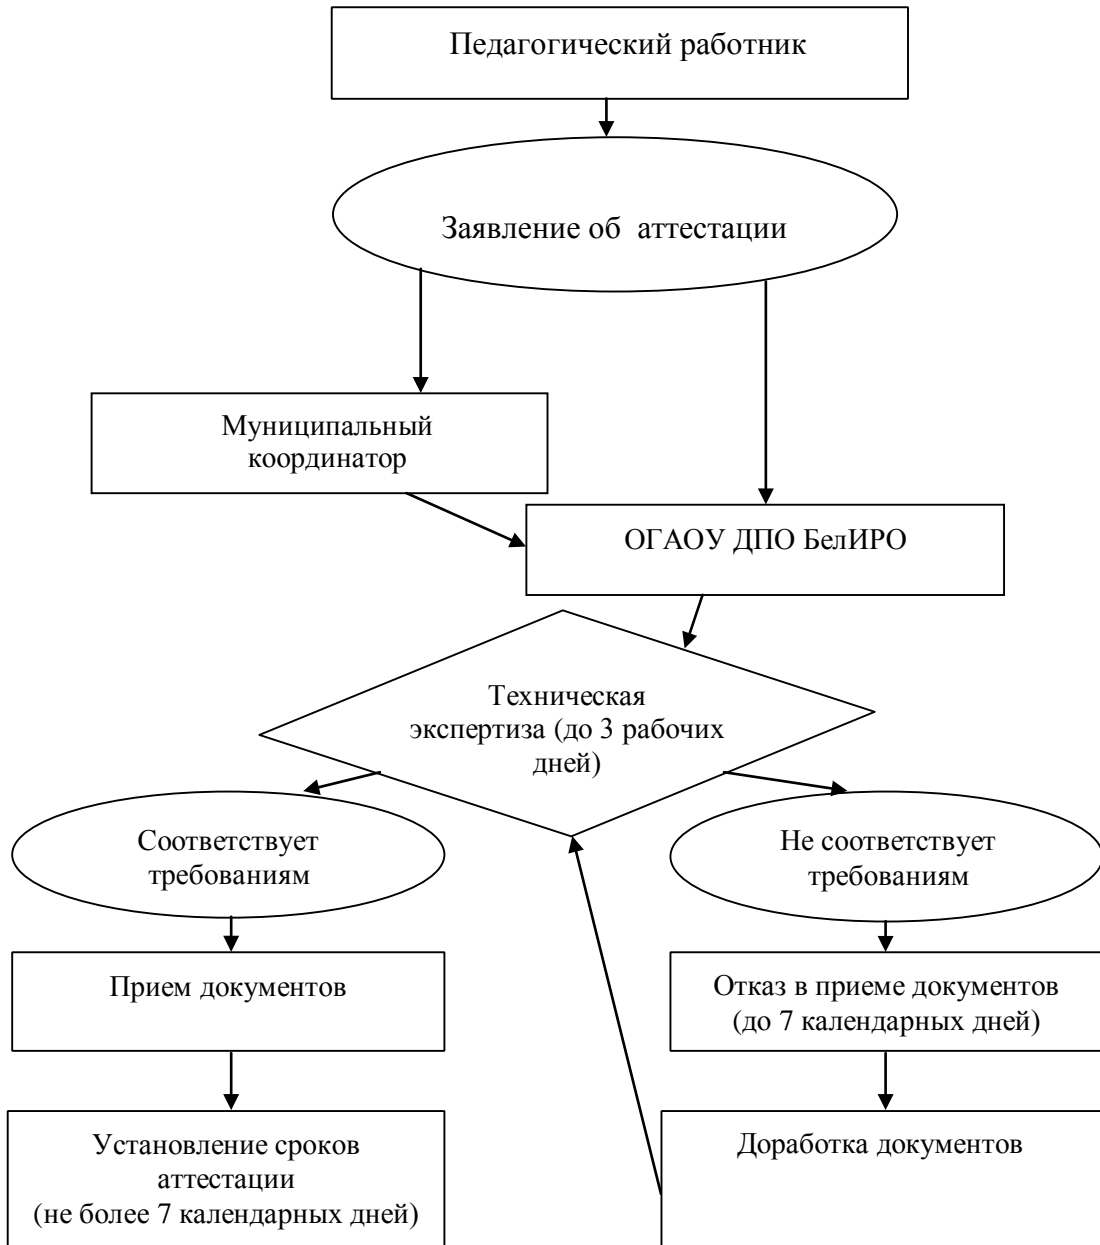 Педагогический работник
Заявление об аттестации
Муниципальный
координатор
ОГАОУ ДПО БелИРО
Техническая
экспертиза (до 3 рабочих
дней)
Соответствует
требованиям
Не соответствует
требованиям
Прием документов
Отказ в приеме документов
(до 7 календарных дней)
Установление сроков
аттестации
(не более 7 календарных дней)
Доработка документов